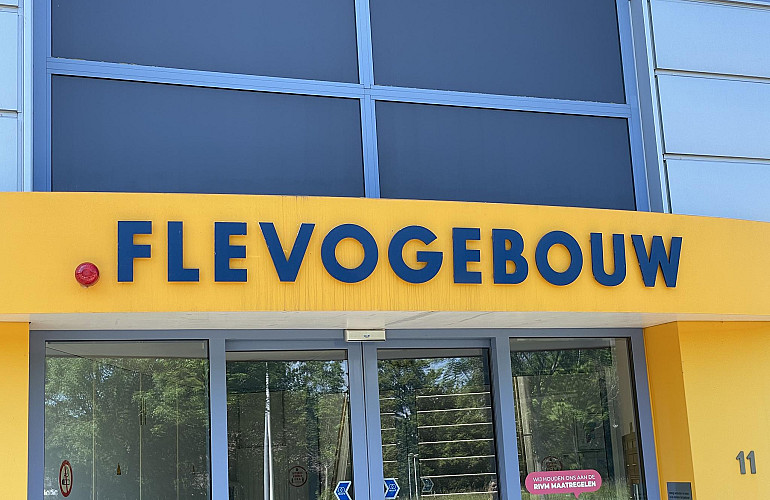 FLEVOGEBOUW
11
WIJ HOUDEN ONS AAN DE
RIVM MAATREGELEN